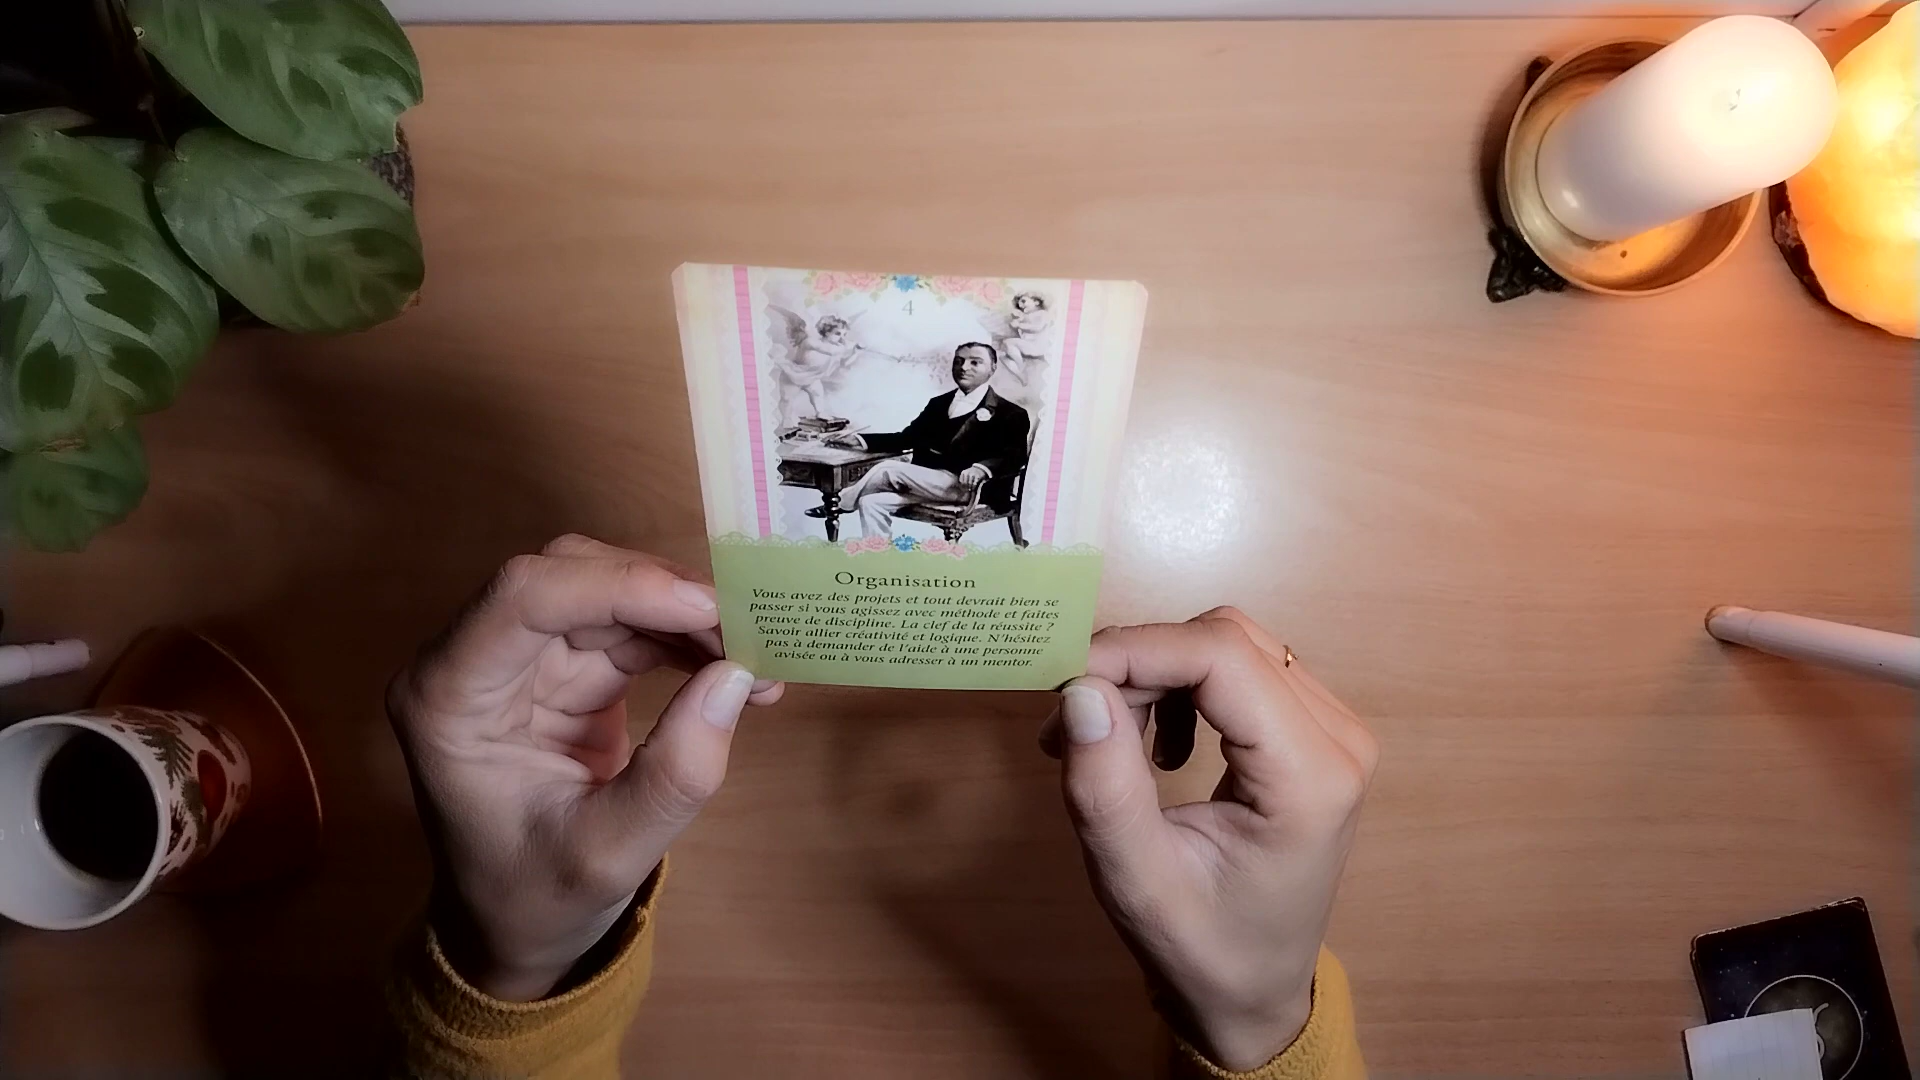 4
Organisation
Vous avez des projets et tout devrait bien se
passer si vous agissez avec méthode et faites
preuve de discipline. La clef de la réussite ?
Savoir allier créativité et logique. N'hésitez
pas à demander de l'aide à une personne
avisée ou à vous adresser à un mentor.